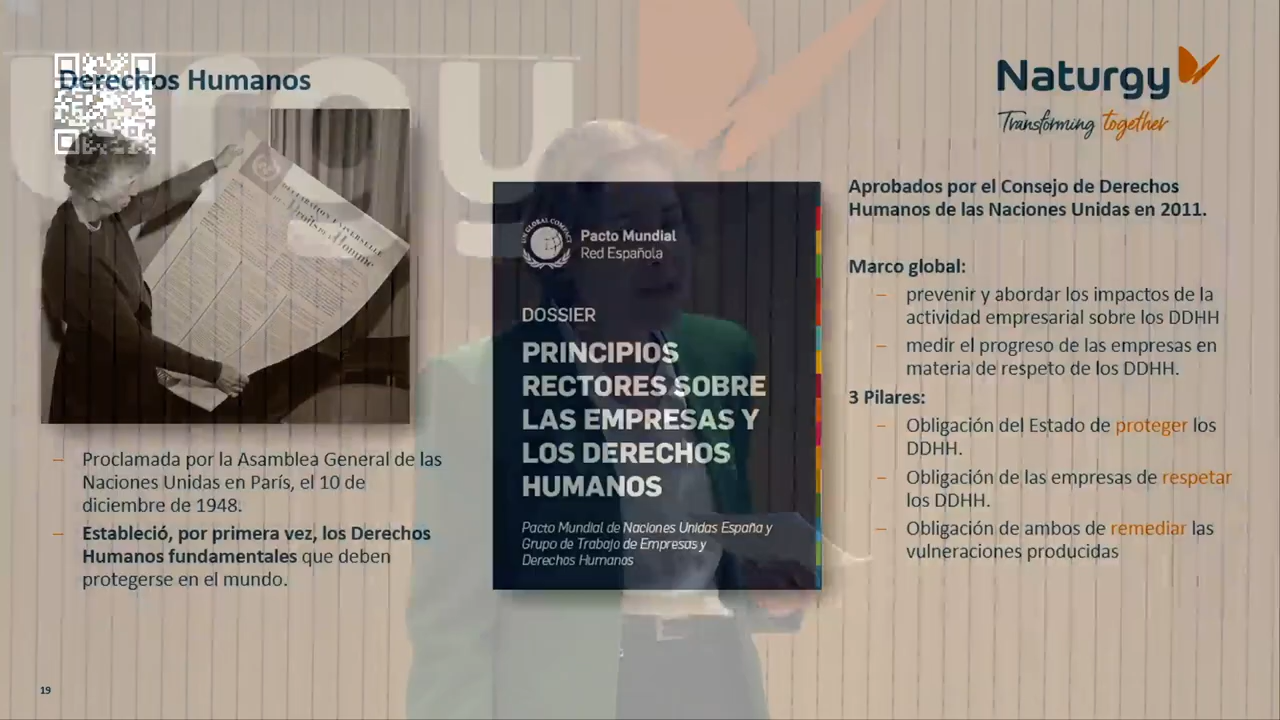 Derechos Humanos
Naturgy
Transforming together
DÉCLARATION UNIVERSELLE
Proclamada por la Asamblea General de las
Naciones Unidas en París, el 10 de
diciembre de 1948.
Estableció, por primera vez, los Derechos
Humanos fundamentales que deben
protegerse en el mundo.
UN GLOBAL COMPACT
Pacto Mundial
Red Española
DOSSIER
PRINCIPIOS
RECTORES SOBRE
LAS EMPRESAS Y
LOS DERECHOS
HUMANOS
Pacto Mundial de Naciones Unidas España y
Grupo de Trabajo de Empresas y
Derechos Humanos
Aprobados por el Consejo de Derechos
Humanos de las Naciones Unidas en 2011.
Marco global:
– prevenir y abordar los impactos de la
actividad empresarial sobre los DDHH
– medir el progreso de las empresas en
materia de respeto de los DDHH.
3 Pilares:
– Obligación del Estado de proteger los
DDHH.
– Obligación de las empresas de respetar
los DDHH.
– Obligación de ambos de remediar las
vulneraciones producidas
19